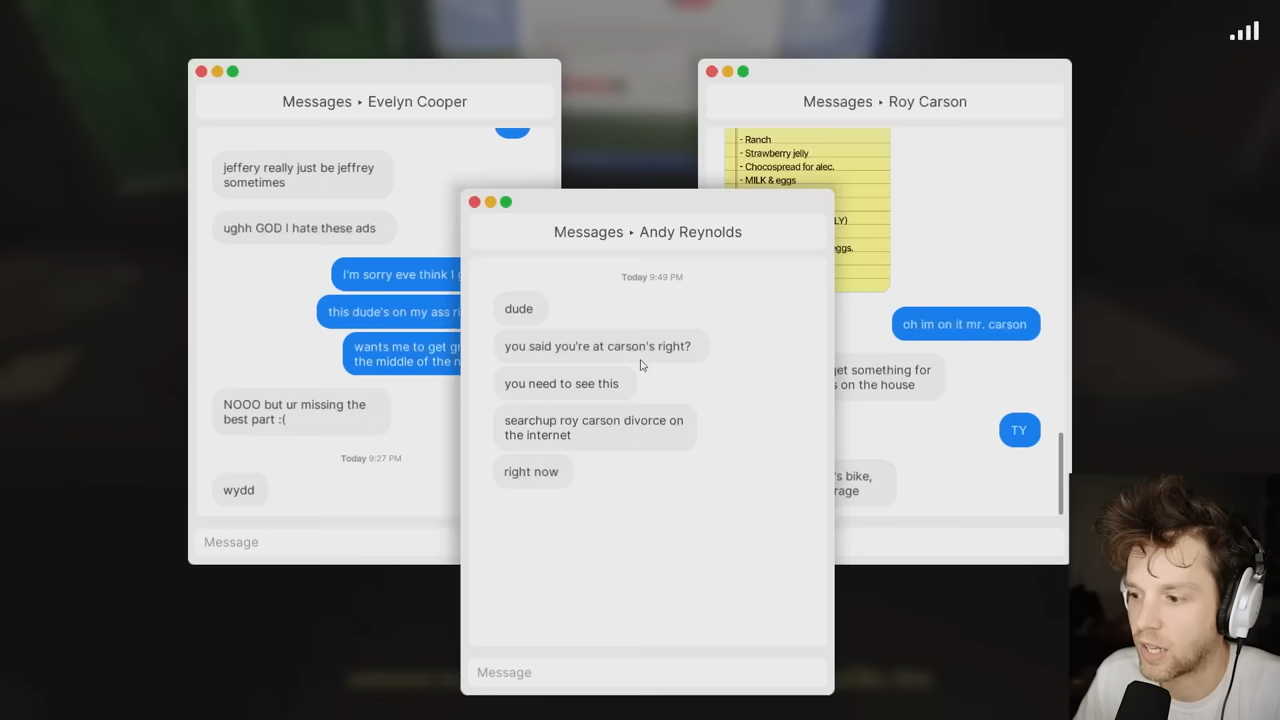 Messages ▸ Evelyn Cooper
jeffery really just be jeffrey
sometimes
ughh GOD I hate these ads
I'm sorry eve think I
this dude's on my ass
wants me to get
the middle of the
NOOO but ur missing the
best part :(
Today 9:27 PM
wydd
Message
Messages ▸ Andy Reynolds
Today 9:49 PM
dude
you said you're at carson's right?
you need to see this
searchup roy carson divorce on
the internet
right now
Message
Messages ▸ Roy Carson
- Ranch
- Strawberry jelly
- Chocospread for alec.
- MILK & eggs
LY)
eggs.
oh im on it mr. carson
get something for
on the house
TY
's bike,